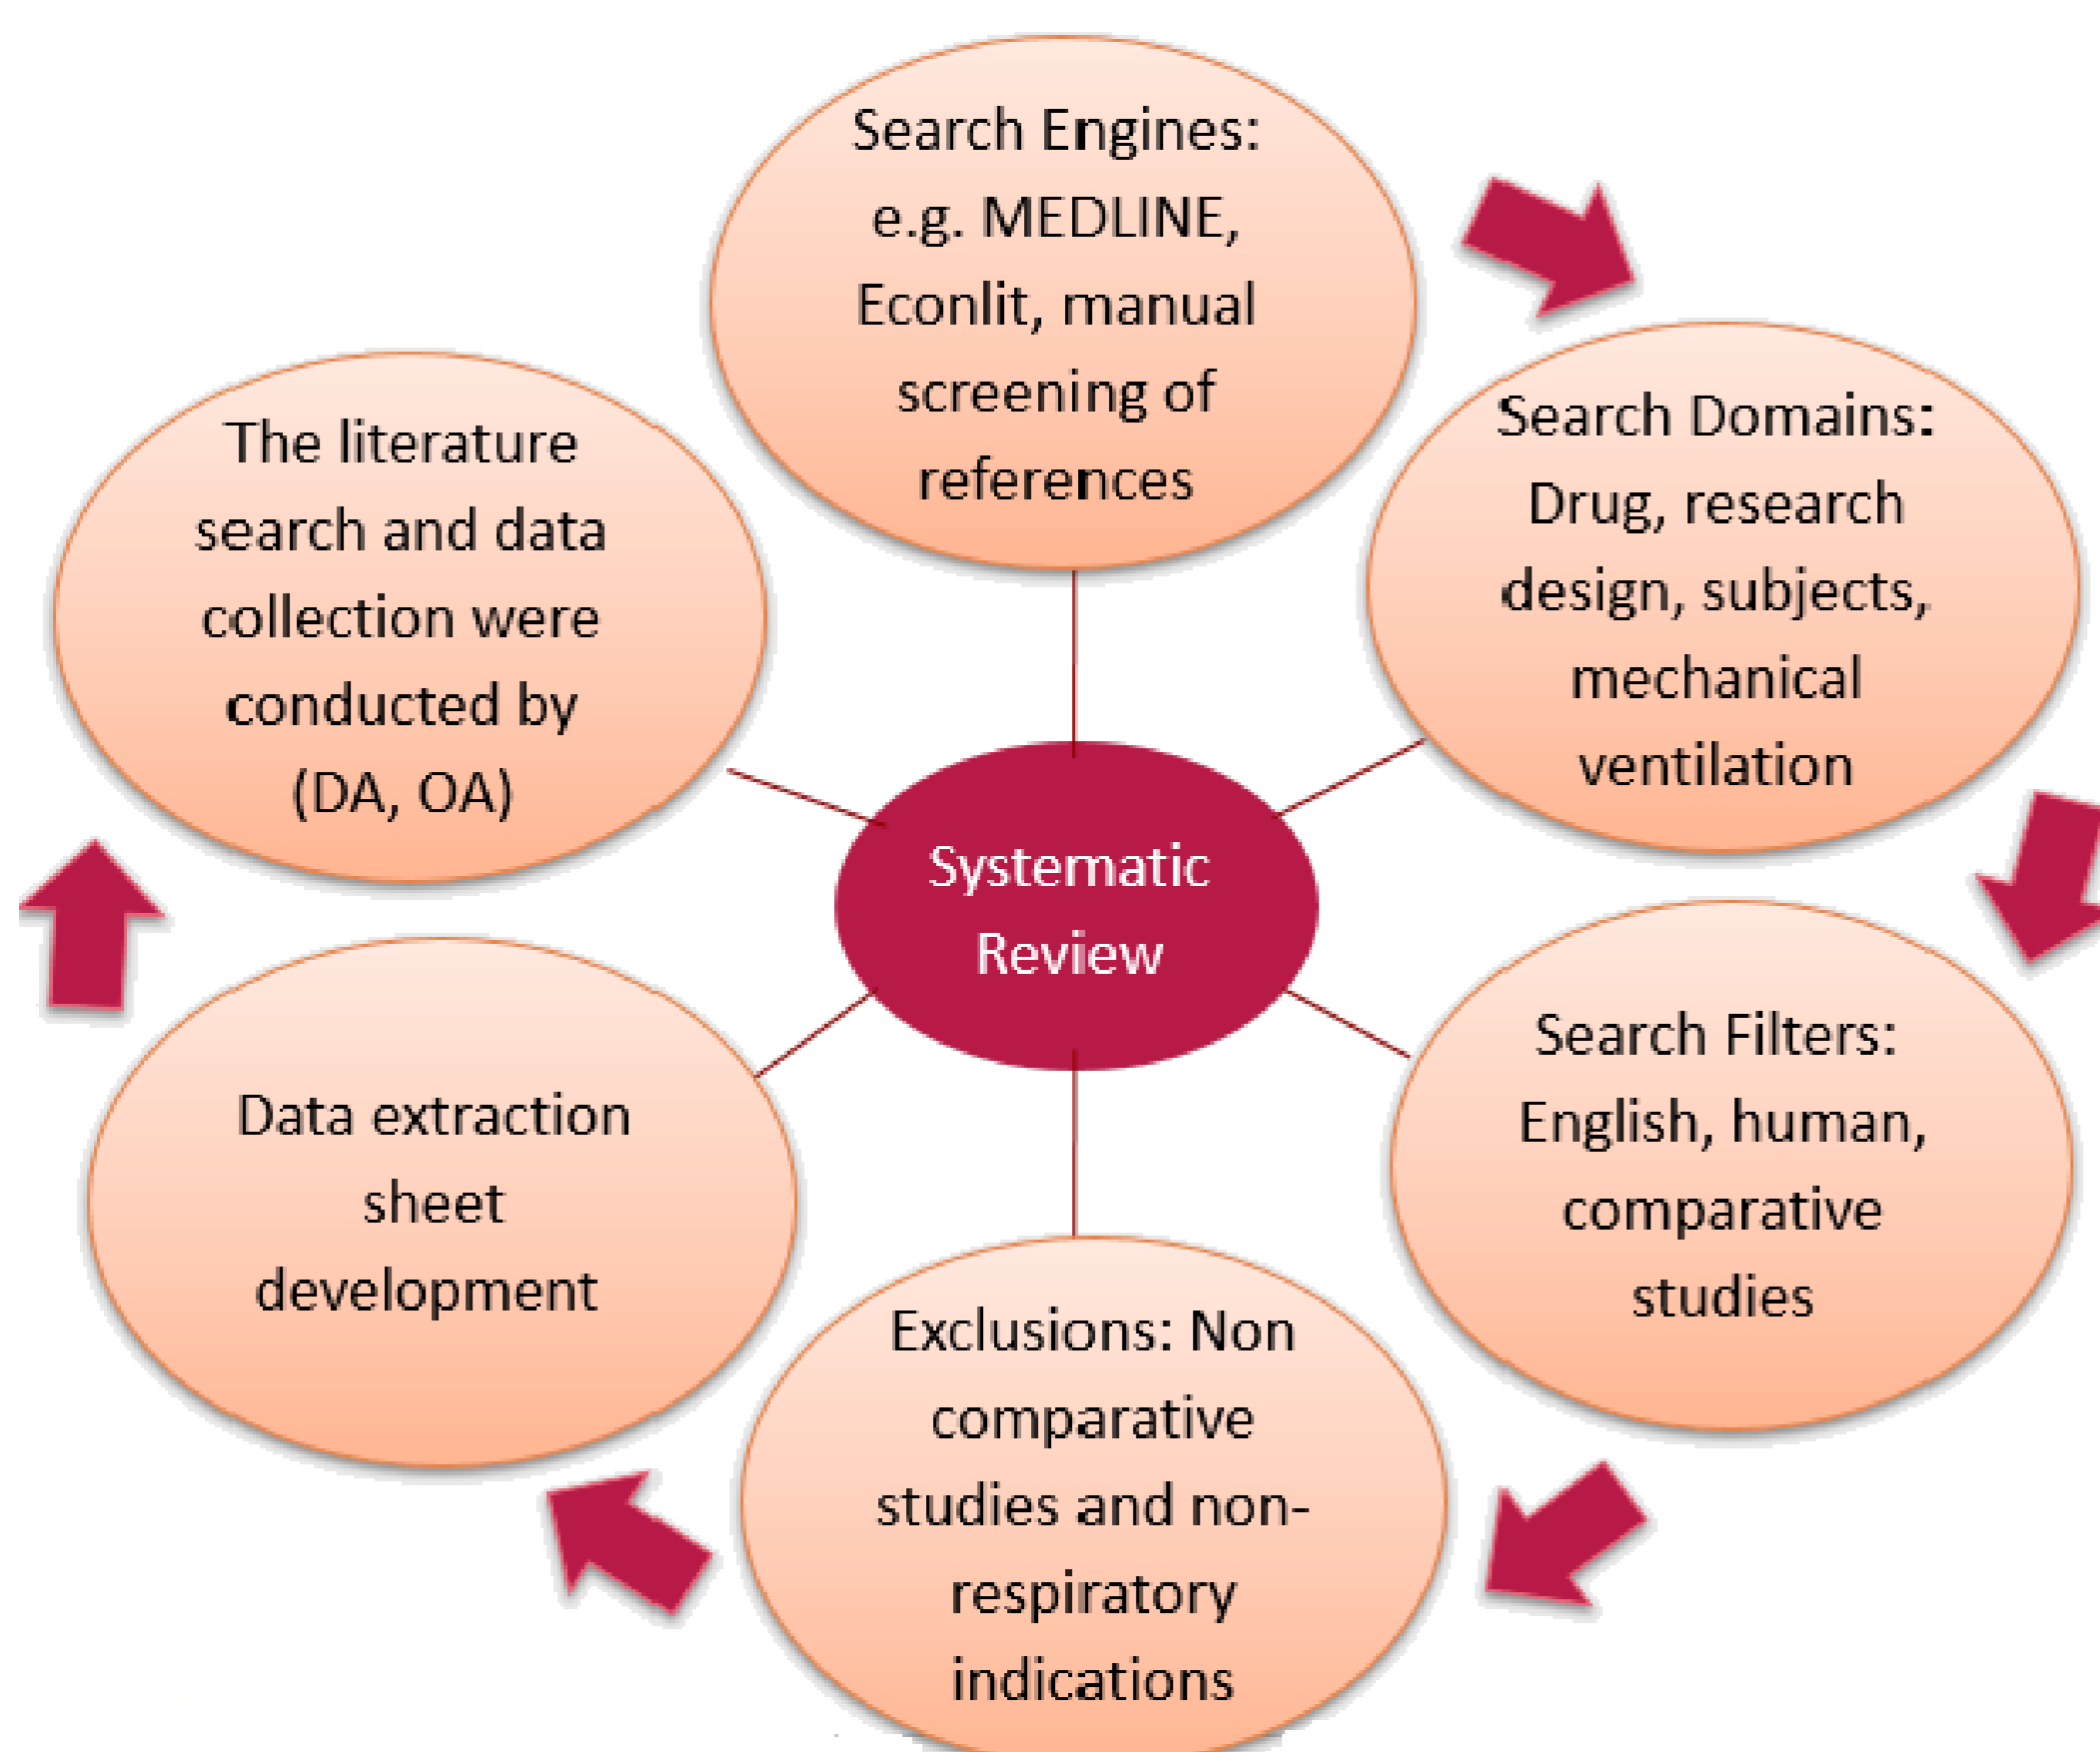 Search Engines:
e.g. MEDLINE,
Econlit, manual
screening of
references
Search Domains:
Drug, research
design, subjects,
mechanical
ventilation
Search Filters:
English, human,
comparative
studies
Exclusions: Non
comparative
studies and non-
respiratory
indications
Data extraction
sheet
development
The literature
search and data
collection were
conducted by
(DA, OA)
Systematic
Review